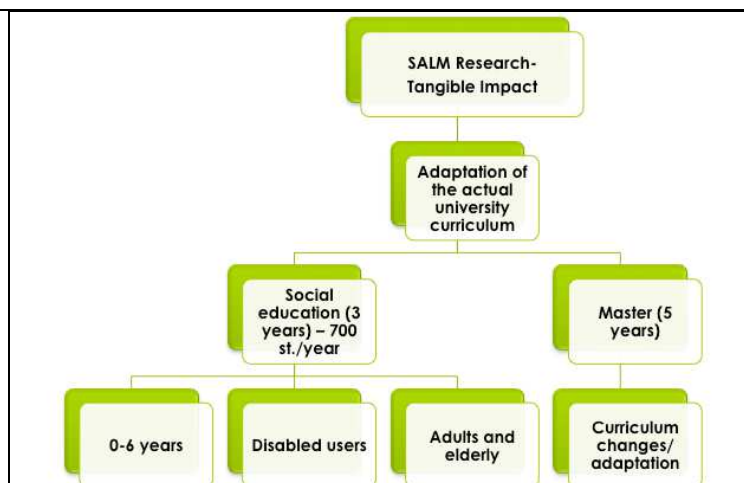 SALM Research-
Tangible Impact
Adaptation of
the actual
university
curriculum
Social
education (3
years) – 700
st./year
Master (5
years)
0-6 years
Disabled users
Adults and
elderly
Curriculum
changes/
adaptation